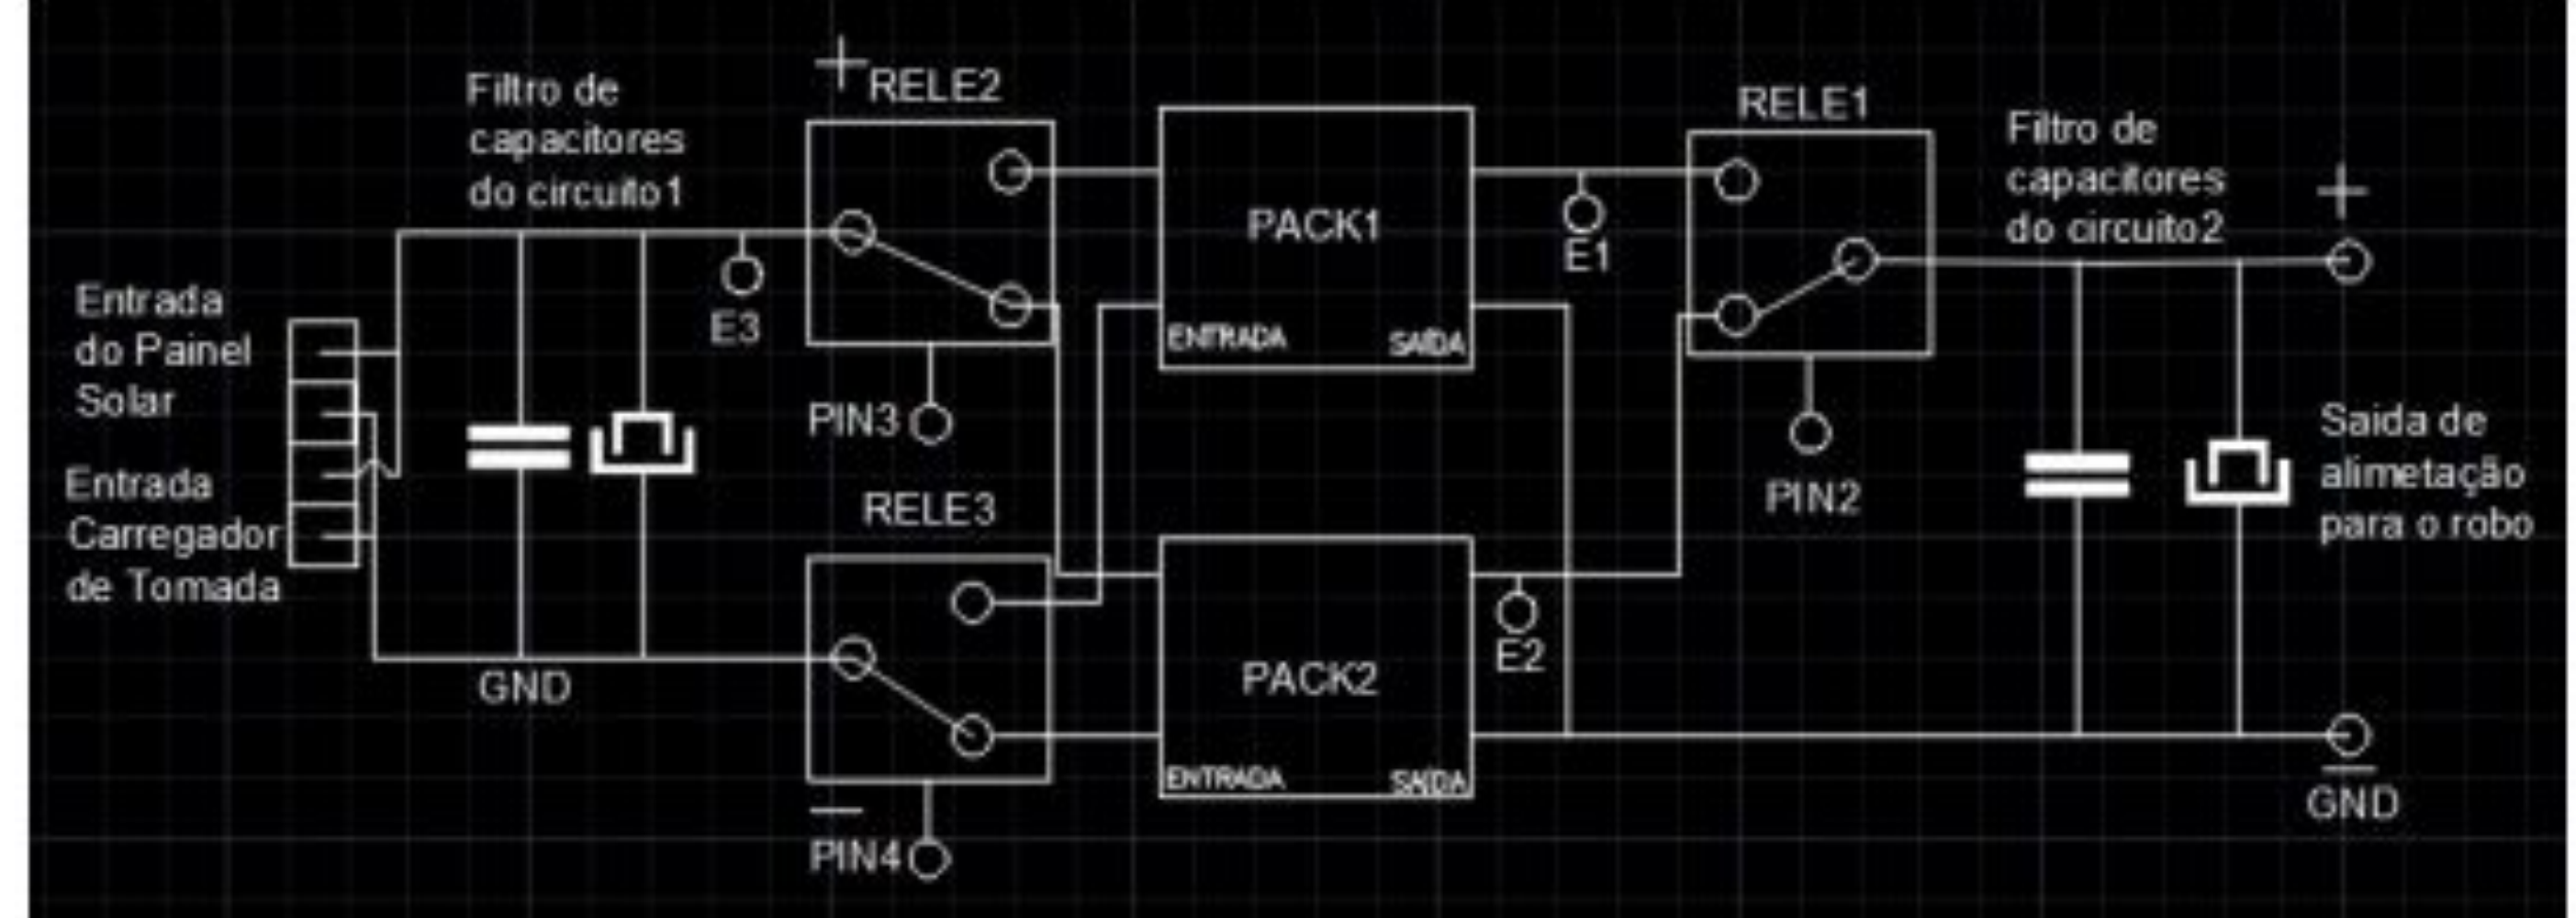 Filtro de
capacitores
do circuito1
+
RELE2
RELE1
Filtro de
capacitores
do circuito2
+
PACK1
E1
E3
ENTRADA
SAÍDA
Entrada
do Painel
Solar
PIN3
PIN2
Entrada
Carregador
de Tomada
RELE3
Saida de
alimetação
para o robo
GND
PACK2
E2
ENTRADA
SAÍDA
—
PIN4
—
GND